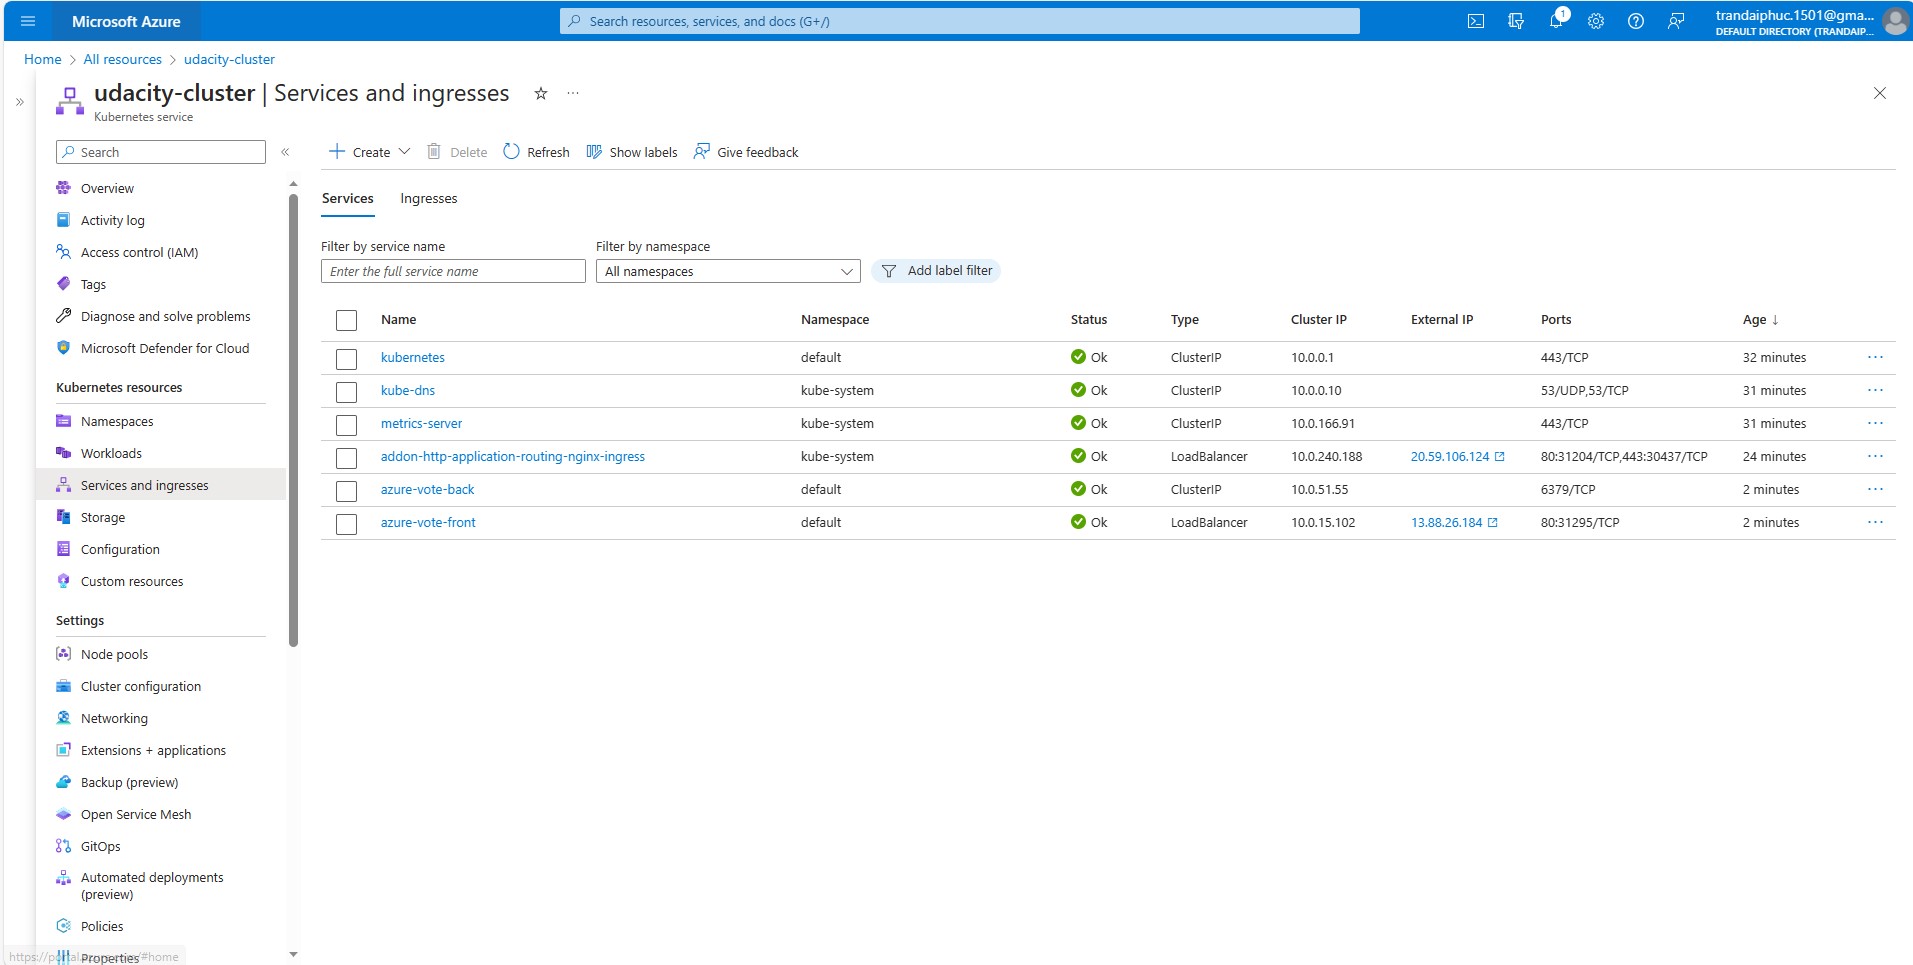 Microsoft Azure
Search resources, services, and docs (G+/)
1
trandaiphuc.1501@gma...
DEFAULT DIRECTORY (TRANDAIP...
Home > All resources > udacity-cluster
udacity-cluster | Services and ingresses
Kubernetes service
Search
Create
Delete
Refresh
Show labels
Give feedback
Overview
Activity log
Access control (IAM)
Tags
Diagnose and solve problems
Microsoft Defender for Cloud
Kubernetes resources
Namespaces
Workloads
Services and ingresses
Storage
Configuration
Custom resources
Settings
Node pools
Cluster configuration
Networking
Extensions + applications
Backup (preview)
Open Service Mesh
GitOps
Automated deployments
(preview)
Policies
Properties
https://portal.azure.com/#home
Services Ingresses
Filter by service name
Enter the full service name
Filter by namespace
All namespaces
Add label filter
Name Namespace Status Type Cluster IP External IP Ports Age ↓
kubernetes default Ok ClusterIP 10.0.0.1 443/TCP 32 minutes
kube-dns kube-system Ok ClusterIP 10.0.0.10 53/UDP,53/TCP 31 minutes
metrics-server kube-system Ok ClusterIP 10.0.166.91 443/TCP 31 minutes
addon-http-application-routing-nginx-ingress kube-system Ok LoadBalancer 10.0.240.188 20.59.106.124 80:31204/TCP,443:30437/TCP 24 minutes
azure-vote-back default Ok ClusterIP 10.0.51.55 6379/TCP 2 minutes
azure-vote-front default Ok LoadBalancer 10.0.15.102 13.88.26.184 80:31295/TCP 2 minutes